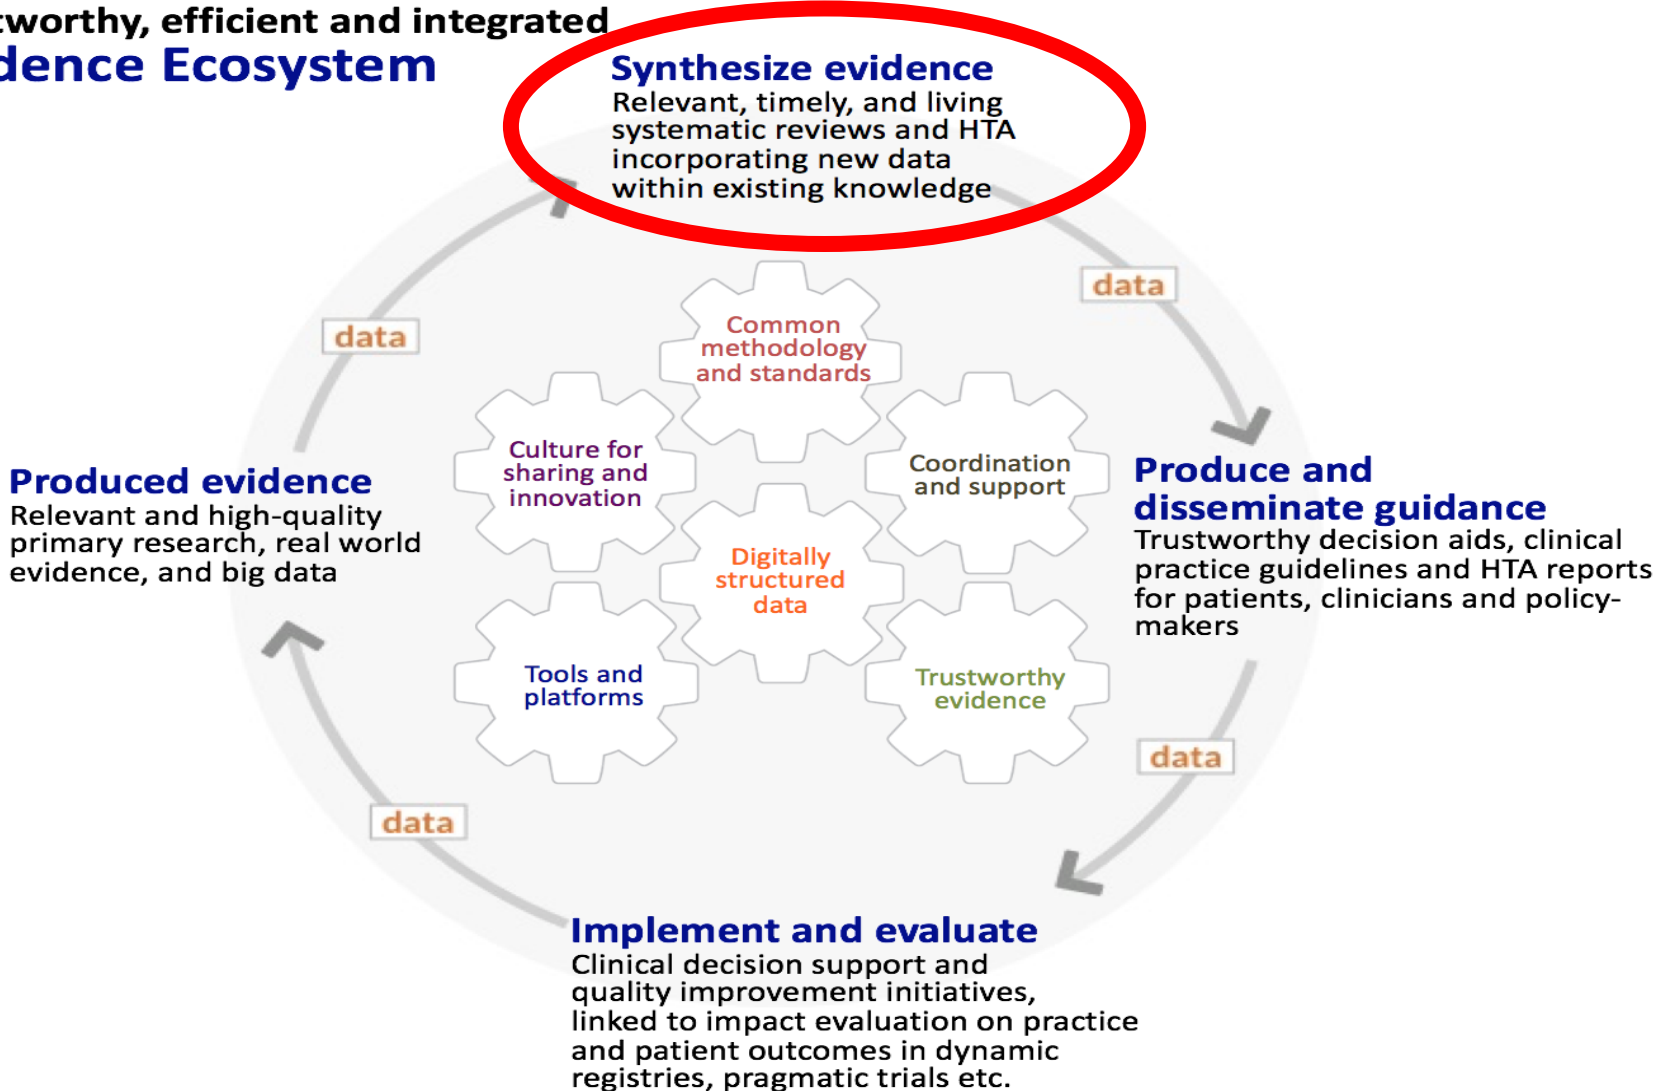 tworthy, efficient and integrated
dence Ecosystem
Synthesize evidence
Relevant, timely, and living
systematic reviews and HTA
incorporating new data
within existing knowledge
data
data
Common
methodology
and standards
Culture for
sharing and
innovation
Coordination
and support
Produced evidence
Relevant and high-quality
primary research, real world
evidence, and big data
Produce and
disseminate guidance
Trustworthy decision aids, clinical
practice guidelines and HTA reports
for patients, clinicians and policy-
makers
Digitally
structured
data
Tools and
platforms
Trustworthy
evidence
data
data
Implement and evaluate
Clinical decision support and
quality improvement initiatives,
linked to impact evaluation on practice
and patient outcomes in dynamic
registries, pragmatic trials etc.